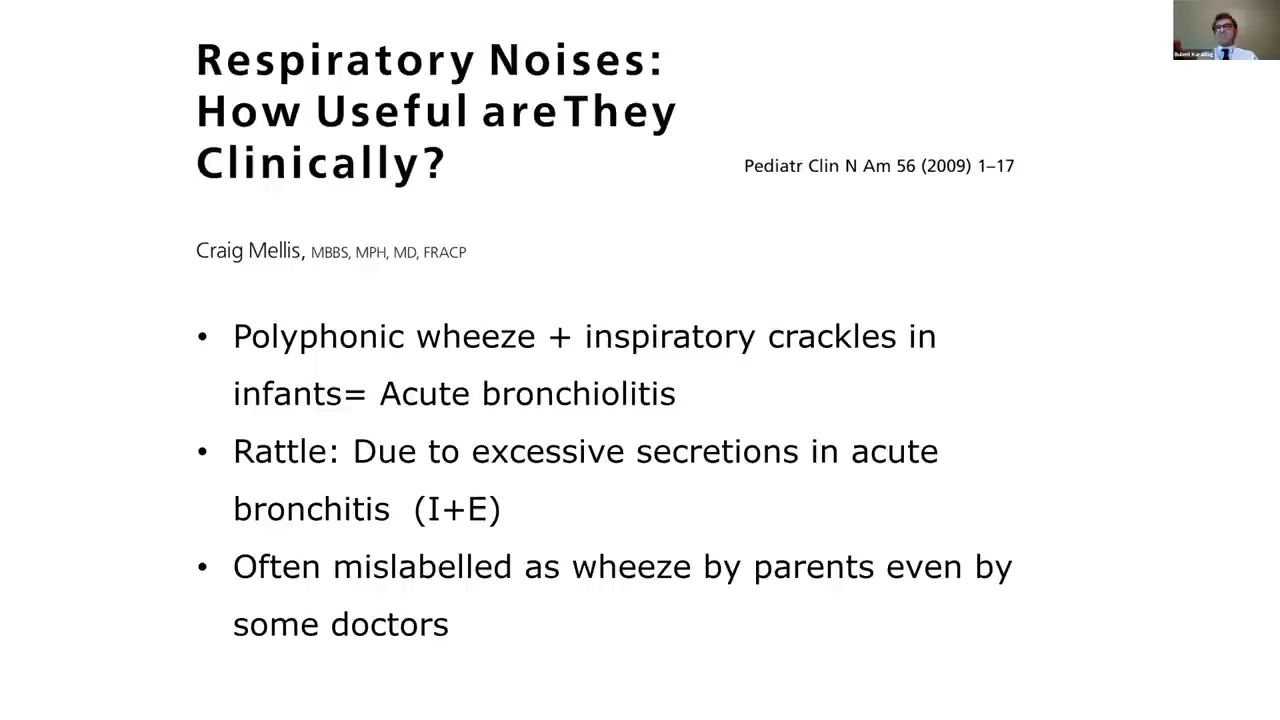 Respiratory Noises:
How Useful are They
Clinically?
Pediatr Clin N Am 56 (2009) 1–17
Craig Mellis, MBBS, MPH, MD, FRACP
• Polyphonic wheeze + inspiratory crackles in
infants= Acute bronchiolitis
• Rattle: Due to excessive secretions in acute
bronchitis (I+E)
• Often mislabelled as wheeze by parents even by
some doctors
Bulent Karadag